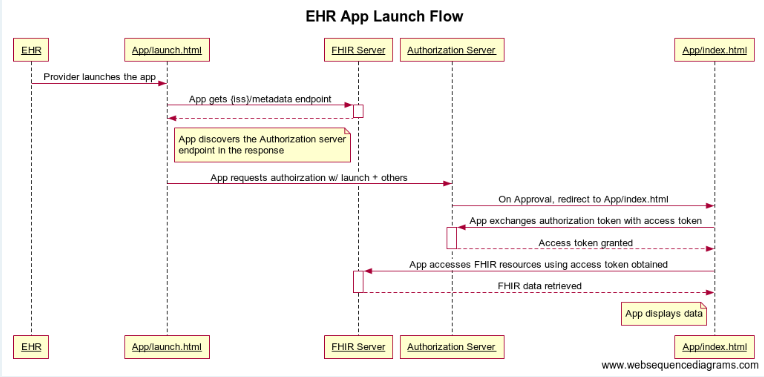 EHR App Launch Flow
EHR
App/launch.html
FHIR Server
Authorization Server
App/index.html
Provider launches the app
App gets {iss}/metadata endpoint
App discovers the Authorization server
endpoint in the response
App requests authoirzation w/ launch + others
On Approval, redirect to App/index.html
App exchanges authorization token with access token
Access token granted
App accesses FHIR resources using access token obtained
FHIR data retrieved
App displays data
EHR
App/launch.html
FHIR Server
Authorization Server
App/index.html
www.websequencediagrams.com